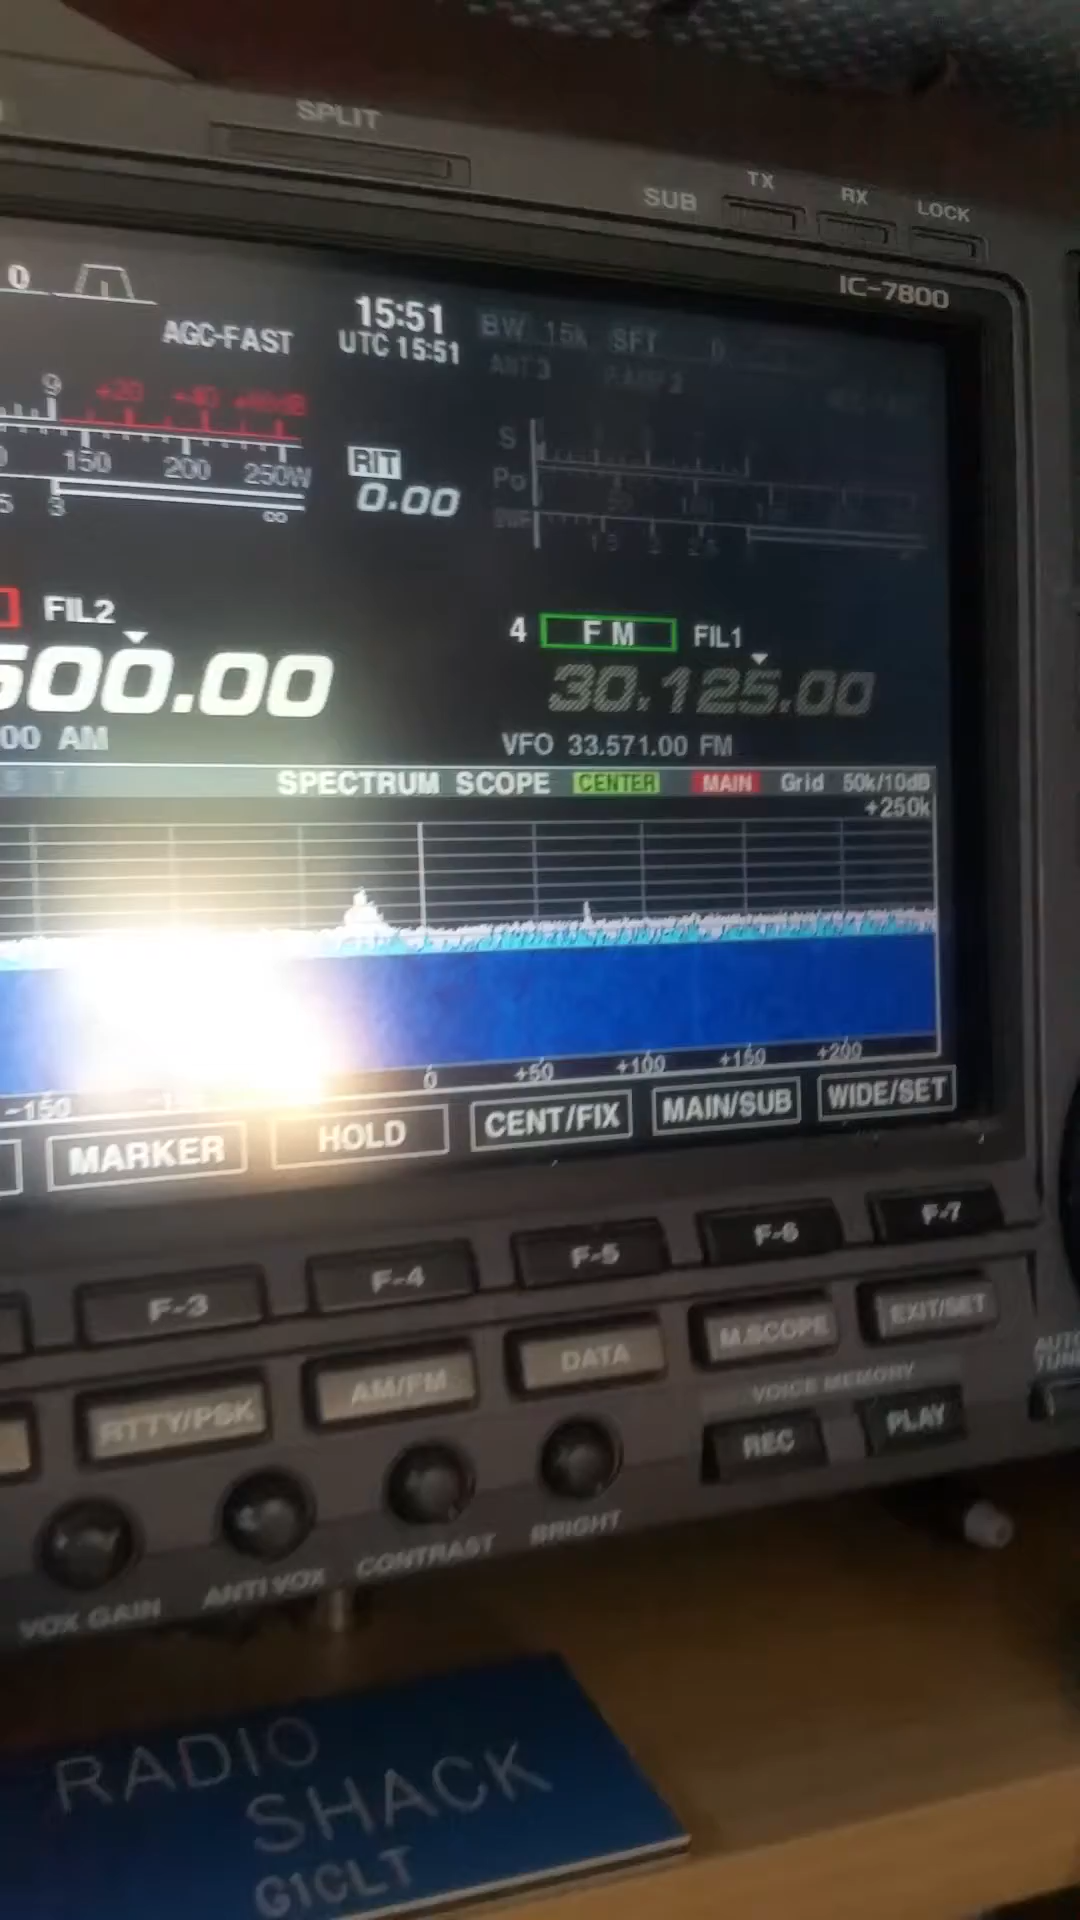 SPLIT
SUB TX RX LOCK
IC-7800
0
AGC-FAST 15:51 BW 15k SFT 0
UTC 15:51 ANT 3
9 +20 +40 +60dB
S
150 200 250W RIT
0.00 Po
5 3 ∞
FIL2 4 FM FIL1
500.00 30.125.00
00 AM VFO 33.571.00 FM
SPECTRUM SCOPE CENTER MAIN Grid 50k/10dB
+250k
-150 0 +50 +100 +150 +200
MARKER HOLD CENT/FIX MAIN/SUB WIDE/SET
F-3 F-4 F-5 F-6 F-7
RTTY/PSK AM/FM DATA M.SCOPE EXIT/SET
AUTO
TUNE
VOICE MEMORY
REC PLAY
VOX GAIN ANTI VOX CONTRAST BRIGHT
RADIO
SHACK
G1CLT